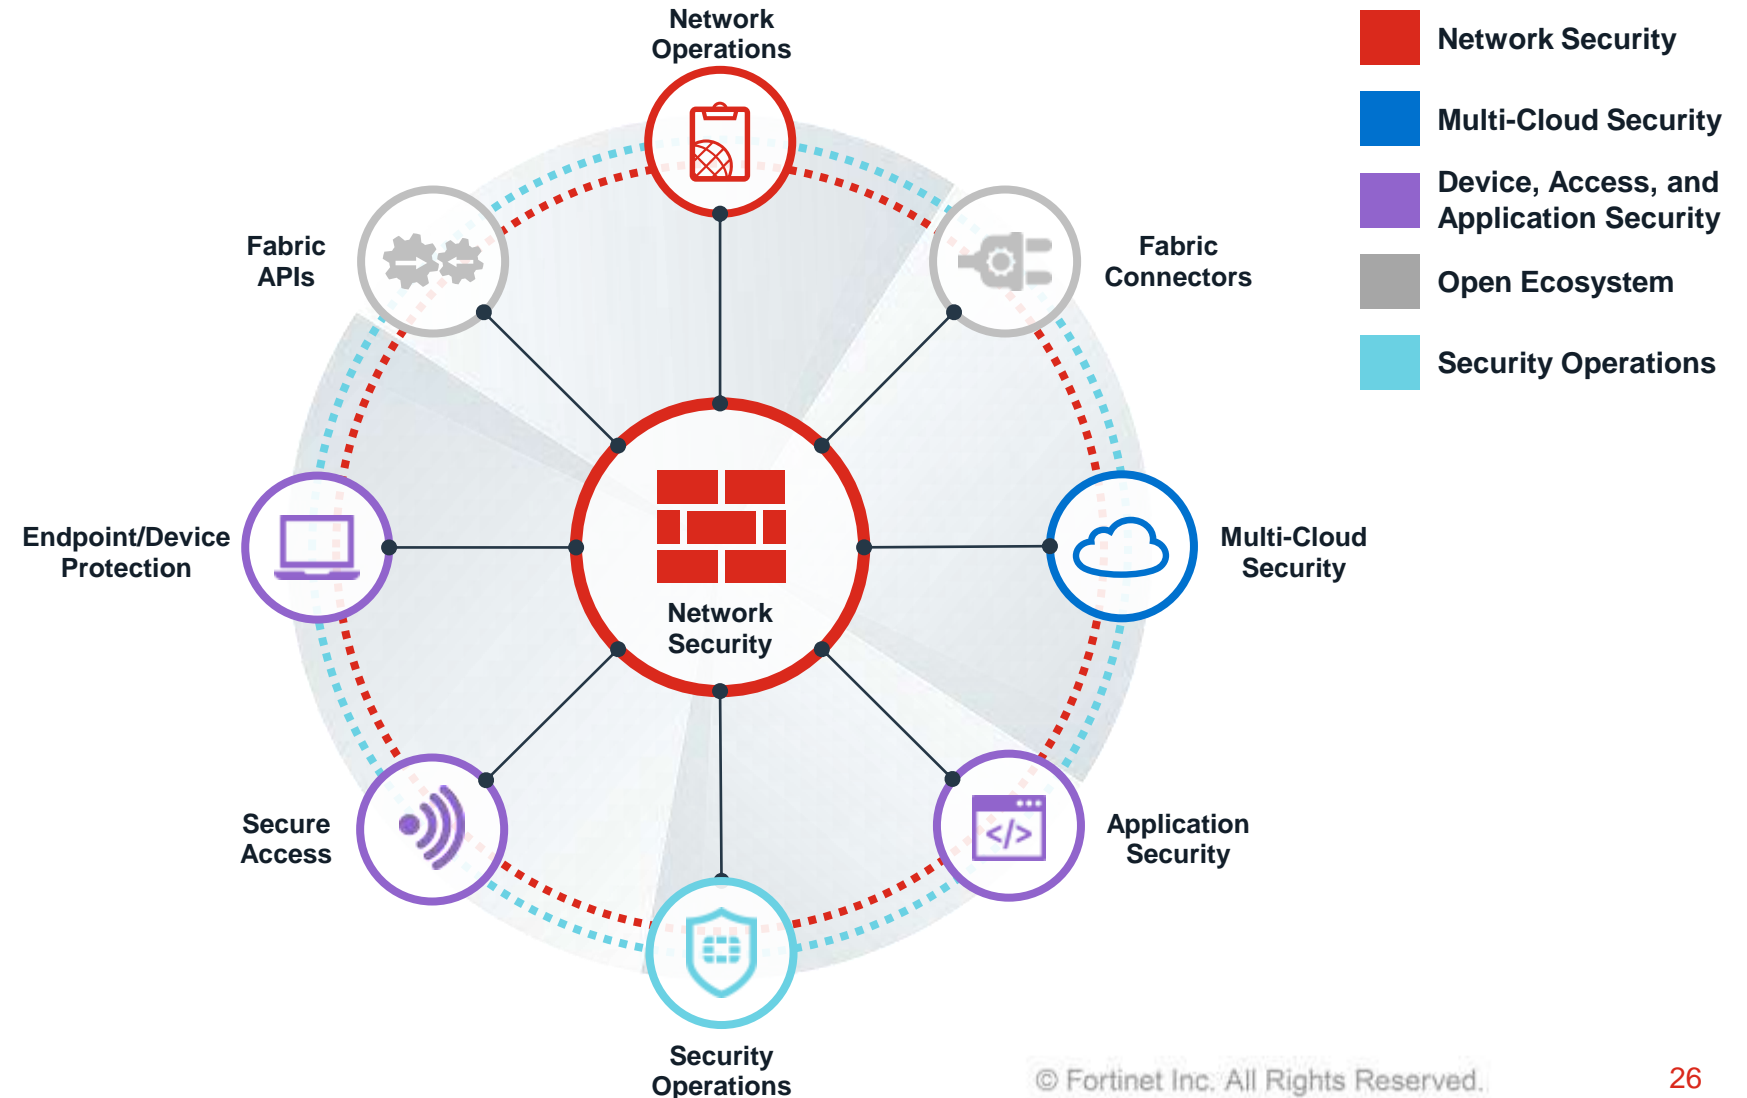 Network
Operations
Network Security
Multi-Cloud Security
Device, Access, and
Application Security
Open Ecosystem
Security Operations
Fabric
APIs
Fabric
Connectors
Endpoint/Device
Protection
Network
Security
Multi-Cloud
Security
Secure
Access
</>
Application
Security
Security
Operations
© Fortinet Inc. All Rights Reserved.
26